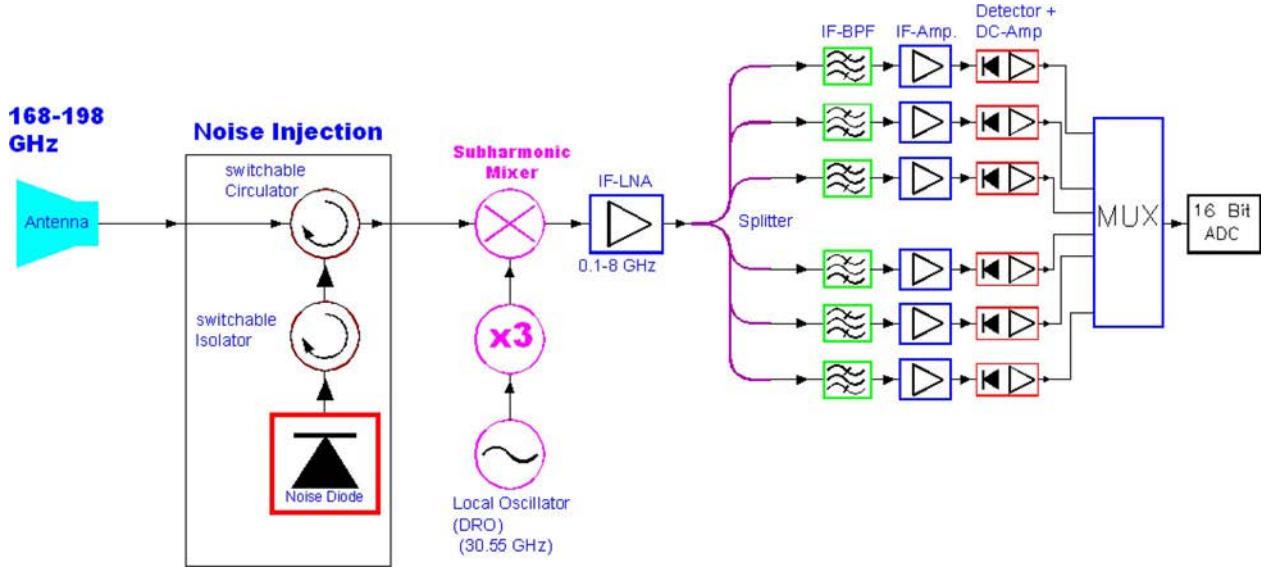 168-198
GHz
Antenna
Noise Injection
switchable
Circulator
switchable
Isolator
Noise Diode
Subharmonic
Mixer
x3
Local Oscillator
(DRO)
(30.55 GHz)
IF-LNA
0.1-8 GHz
Splitter
IF-BPF
IF-Amp.
Detector +
DC-Amp
MUX
16 Bit
ADC